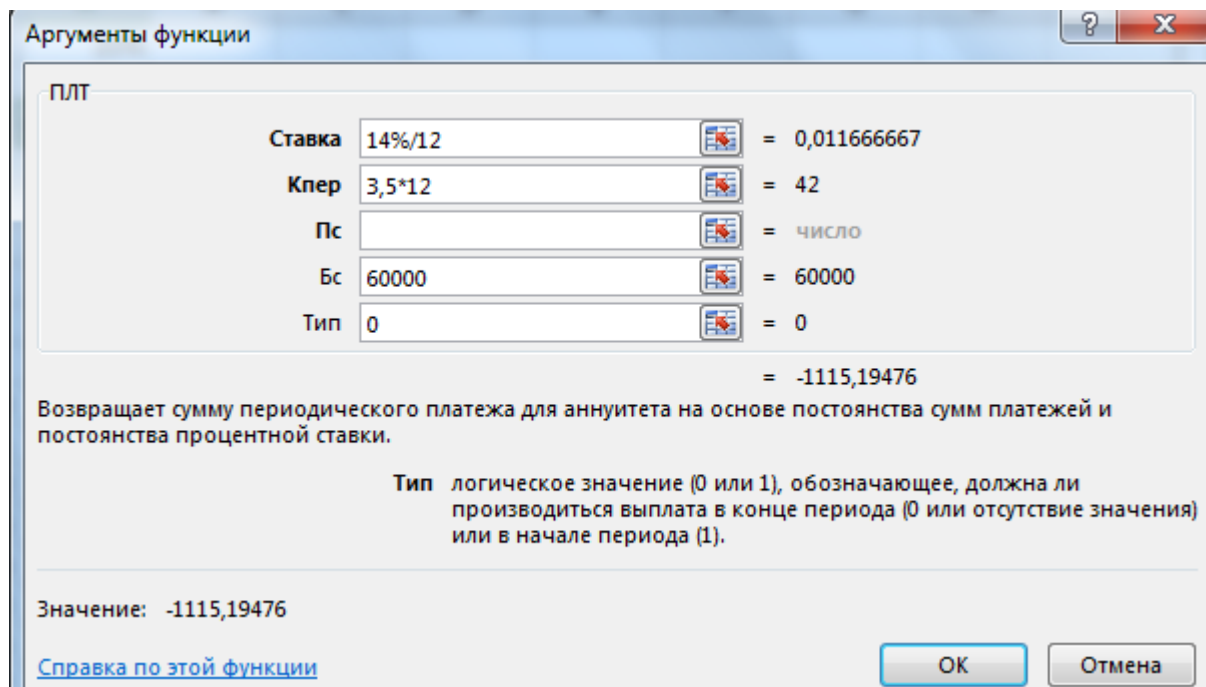 Аргументы функции
ПЛТ
Ставка 14%/12 = 0,011666667
Кпер 3,5*12 = 42
Пс = число
Бс 60000 = 60000
Тип 0 = 0
= -1115,19476
Возвращает сумму периодического платежа для аннуитета на основе постоянства сумм платежей и
постоянства процентной ставки.
Тип логическое значение (0 или 1), обозначающее, должна ли
производиться выплата в конце периода (0 или отсутствие значения)
или в начале периода (1).
Значение: -1115,19476
Справка по этой функции
ОК Отмена